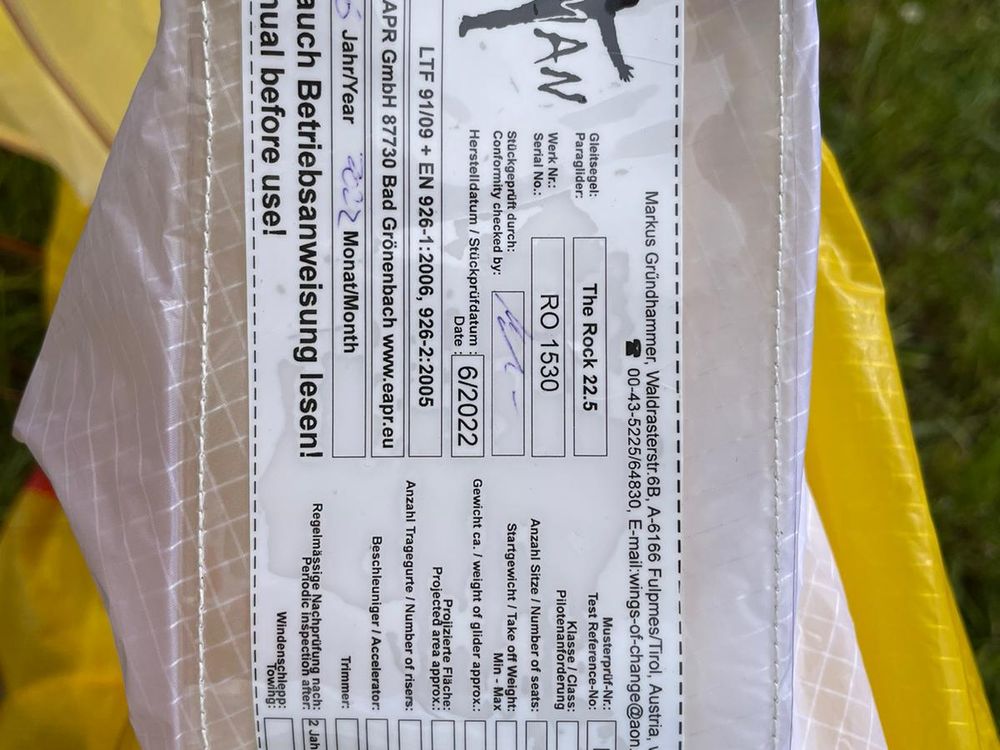 MAN
Markus Gründhammer, Waldrasterstr.6B, A-6166 Fulpmes/Tirol, Austria,
☎ 00-43-5225/64830, E-mail:wings-of-change@aon.
Gleitsegel:
Paraglider:
The Rock 22.5
Werk Nr.:
Serial No.:
RO 1530
Stückgeprüft durch:
Conformity checked by:
Herstelldatum / Stückprüfdatum :
Date :
6/2022
LTF 91/09 + EN 926-1:2006, 926-2:2005
APR GmbH 87730 Bad Grönenbach www.eapr.eu
Jahr/Year 2022 Monat/Month
auch Betriebsanweisung lesen!
nual before use!
Musterprüf-Nr.:
Test Reference-No:
Klasse / Class:
Pilotenanforderung
Anzahl Sitze / Number of seats:
Startgewicht / Take off Weight:
Min - Max
Gewicht ca. / weight of glider approx.:
Projizierte Fläche:
Projected area approx.:
Anzahl Tragegurte / Number of risers:
Beschleuniger / Accelerator:
Trimmer:
Regelmässige Nachprüfung nach:
Periodic inspection after:
2 Jah
Windenschlepp:
Towing: